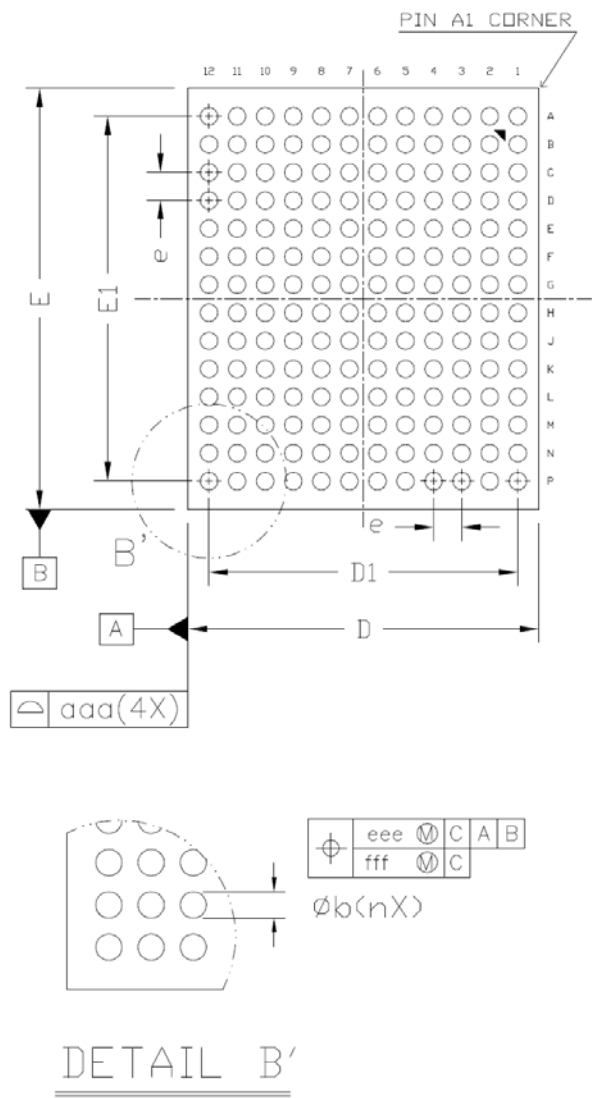 PIN A1 CORNER
12 11 10 9 8 7 6 5 4 3 2 1
A
B
C
D
E
F
G
H
J
K
L
M
N
P
e
E
E1
e
B'
D1
B
A
D
aaa(4X)
eee Ⓜ C A B
fff Ⓜ C
Øb(nX)
DETAIL B'